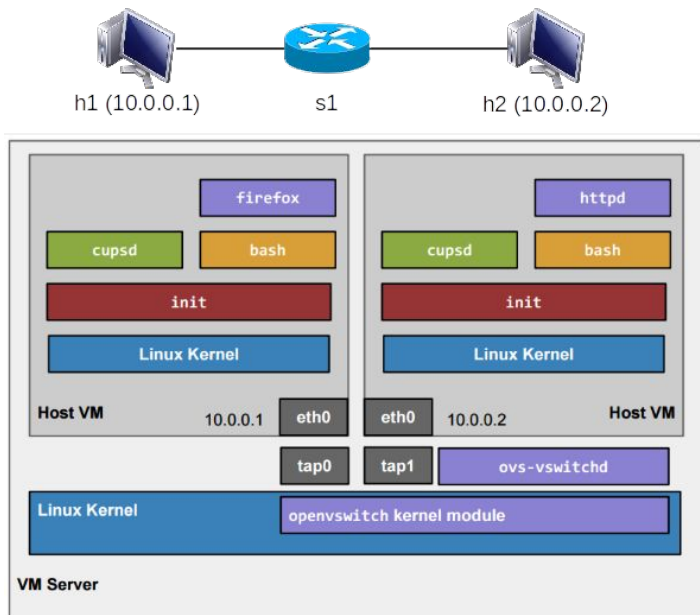 h1 (10.0.0.1)
s1
h2 (10.0.0.2)
firefox
httpd
cupsd
bash
cupsd
bash
init
init
Linux Kernel
Linux Kernel
Host VM
10.0.0.1
eth0
eth0
10.0.0.2
Host VM
tap0
tap1
ovs-vswitchd
Linux Kernel
openvswitch kernel module
VM Server